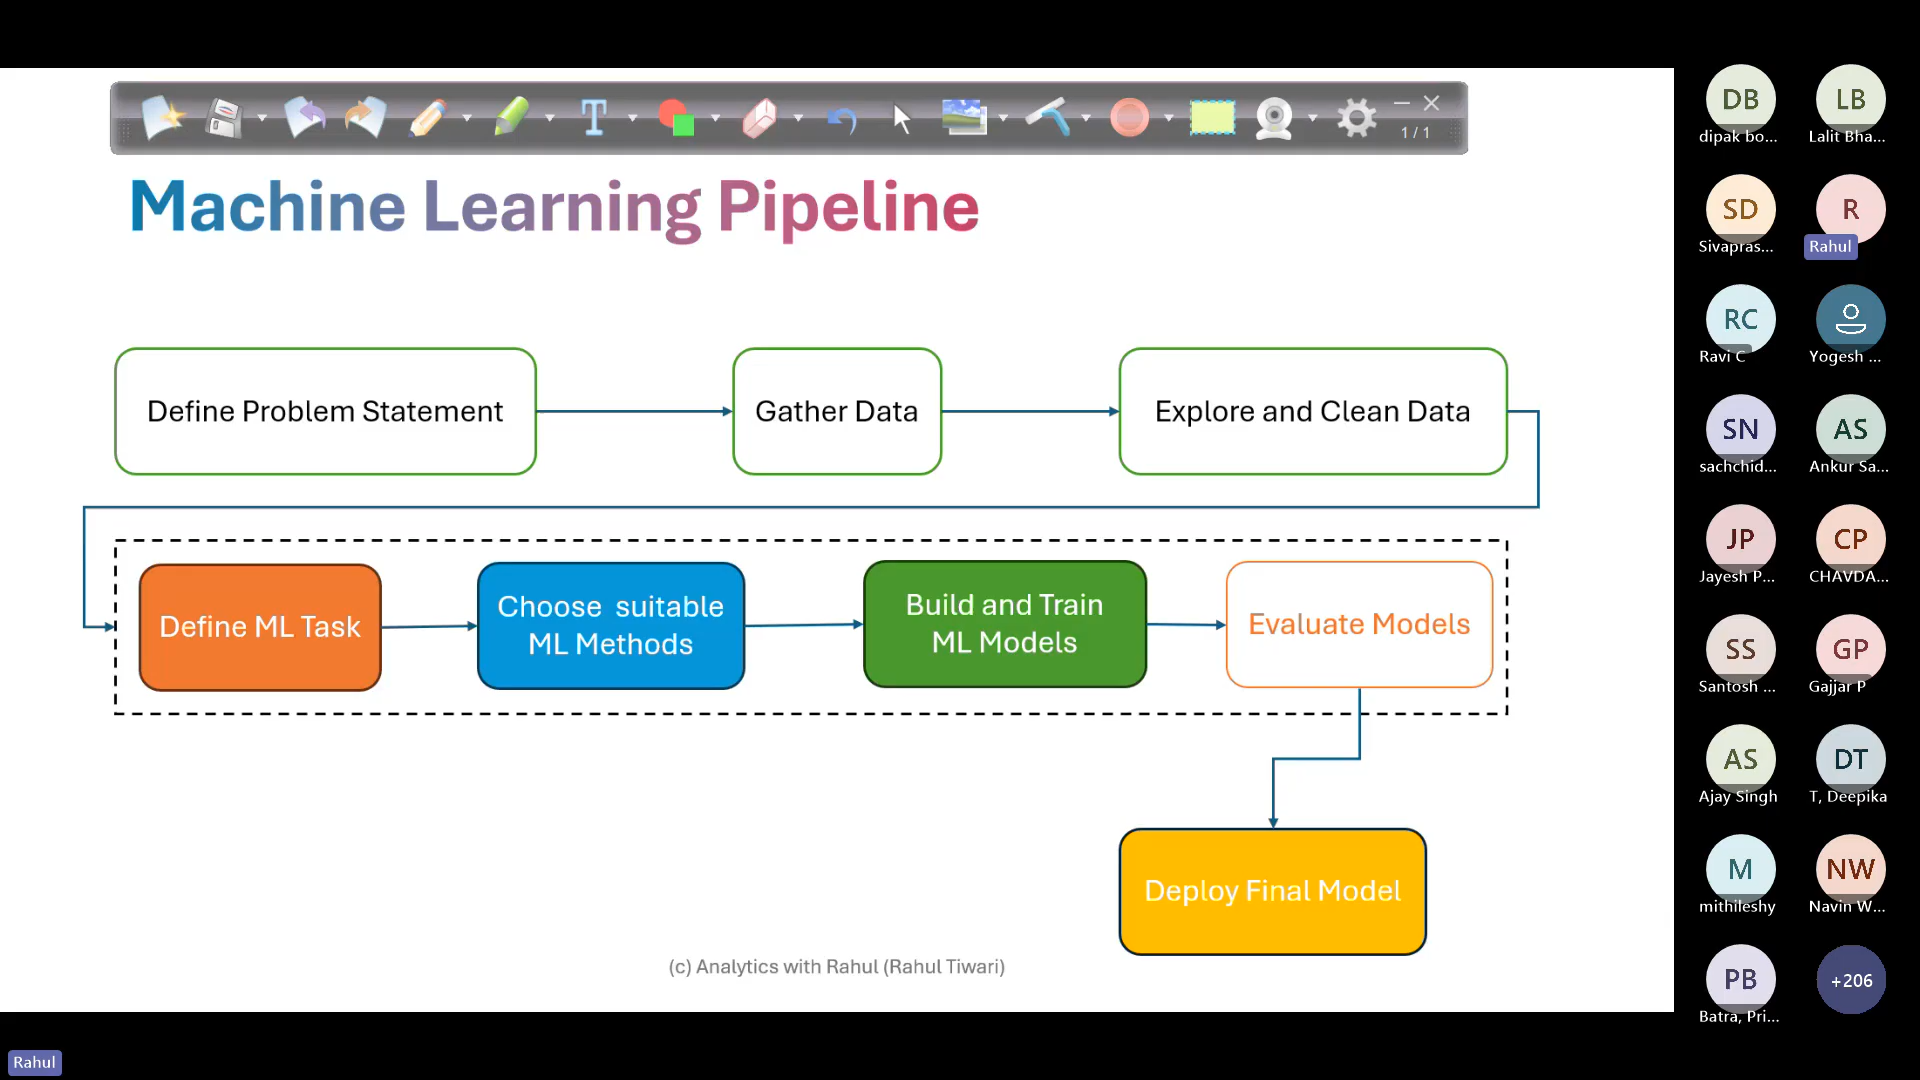 1 / 1
Machine Learning Pipeline
Define Problem Statement
Gather Data
Explore and Clean Data
Define ML Task
Choose suitable
ML Methods
Build and Train
ML Models
Evaluate Models
Deploy Final Model
(c) Analytics with Rahul (Rahul Tiwari)
Rahul
DB
dipak bo...
LB
Lalit Bha...
SD
Sivapras...
R
Rahul
RC
Ravi C
Yogesh ...
SN
sachchid...
AS
Ankur Sa...
JP
Jayesh P...
CP
CHAVDA...
SS
Santosh ...
GP
Gajjar P
AS
Ajay Singh
DT
T, Deepika
M
mithileshy
NW
Navin W...
PB
Batra, Pri...
+206